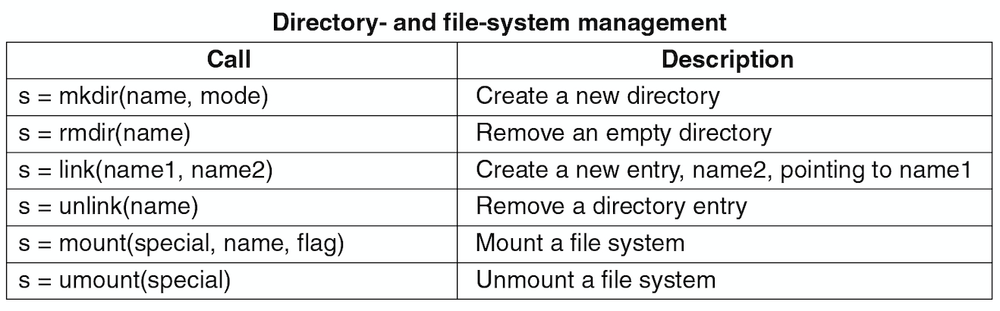 Directory- and file-system management
Call Description
s = mkdir(name, mode) Create a new directory
s = rmdir(name) Remove an empty directory
s = link(name1, name2) Create a new entry, name2, pointing to name1
s = unlink(name) Remove a directory entry
s = mount(special, name, flag) Mount a file system
s = umount(special) Unmount a file system